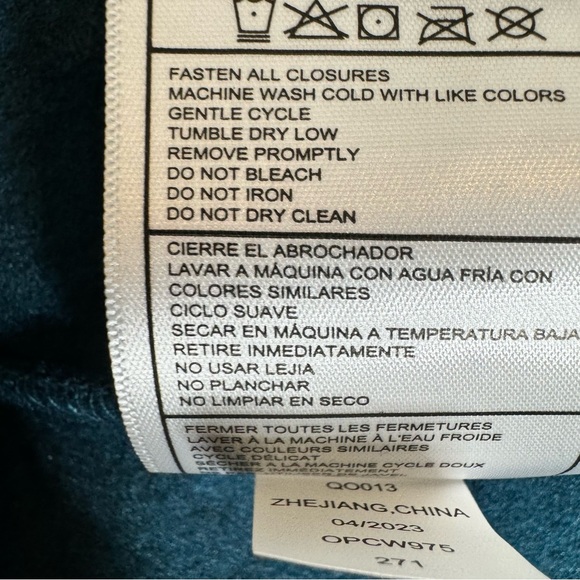 FASTEN ALL CLOSURES
MACHINE WASH COLD WITH LIKE COLORS
GENTLE CYCLE
TUMBLE DRY LOW
REMOVE PROMPTLY
DO NOT BLEACH
DO NOT IRON
DO NOT DRY CLEAN
CIERRE EL ABROCHADOR
LAVAR A MÁQUINA CON AGUA FRÍA CON
COLORES SIMILARES
CICLO SUAVE
SECAR EN MÁQUINA A TEMPERATURA BAJA
RETIRE INMEDIATAMENTE
NO USAR LEJIA
NO PLANCHAR
NO LIMPIAR EN SECO
FERMER TOUTES LES FERMETURES
LAVER À LA MACHINE À L'EAU FROIDE
AVEC COULEURS SIMILAIRES
CYCLE DÉLICAT
SÉCHER A LA MACHINE CYCLE DOUX
RETIREZ IMMÉDIATEMENT
QO013
ZHEJIANG,CHINA
04/2023
OPCW975
271